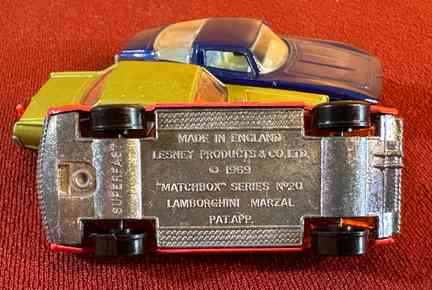 MADE IN ENGLAND
LESNEY PRODUCTS & CO. LTD.
© 1969
"MATCHBOX" SERIES Nº20
LAMBORGHINI MARZAL
PAT. APP.
SUPERFAST